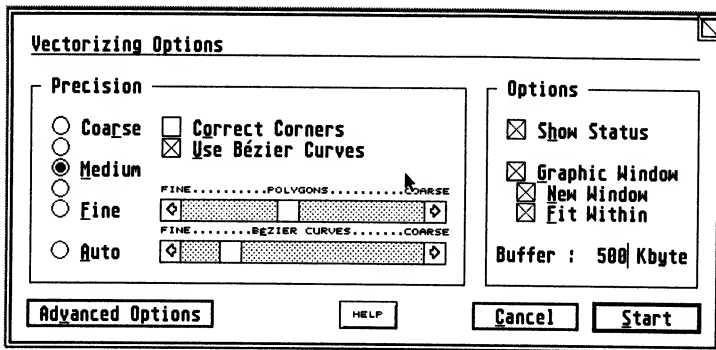 Vectorizing Options
Precision
Coarse
Medium
Fine
Auto
Correct Corners
Use Bézier Curves
FINE.........POLYGONS.......COARSE
FINE........BÉZIER CURVES......COARSE
Options
Show Status
Graphic Window
New Window
Fit Within
Buffer : 500 Kbyte
Advanced Options
HELP
Cancel
Start